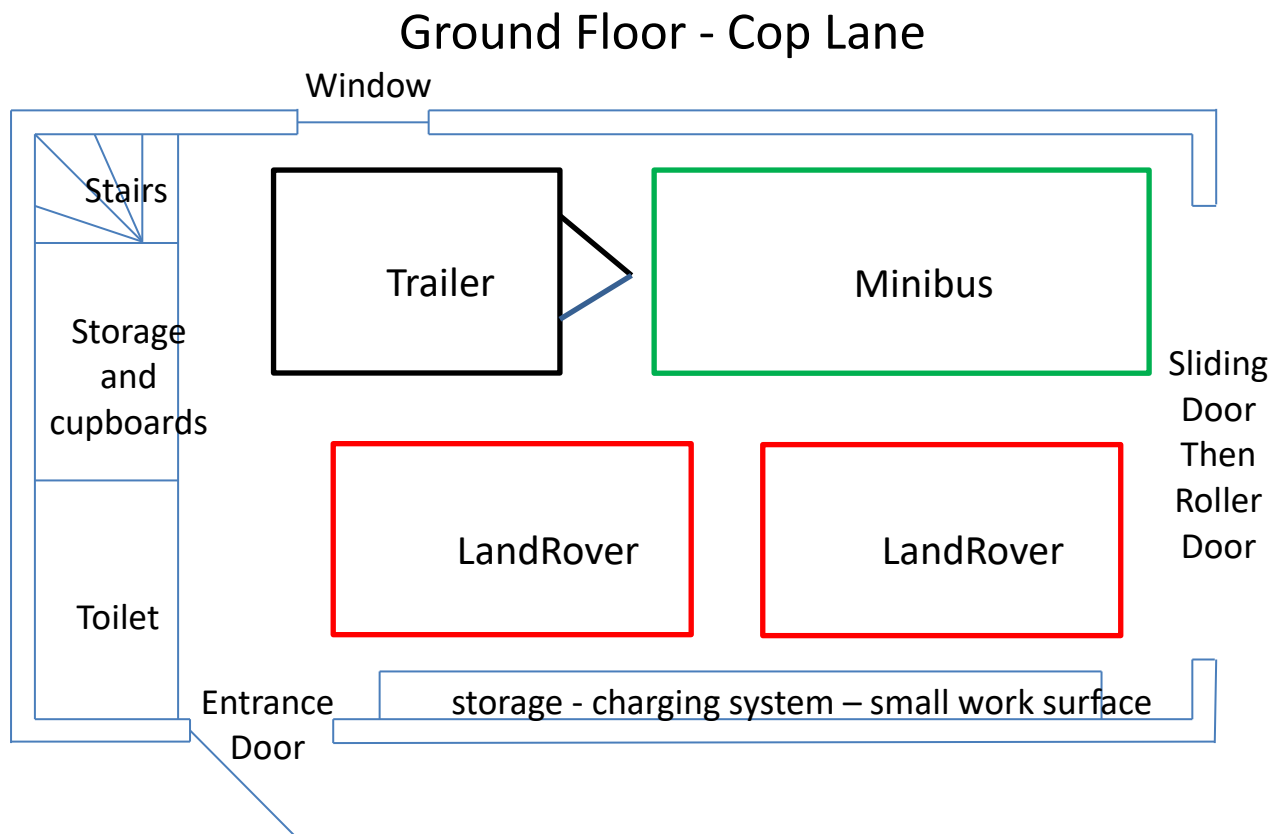 Ground Floor - Cop Lane
Window
Stairs
Trailer
Minibus
Storage
and
cupboards
Sliding
Door
Then
Roller
Door
LandRover
LandRover
Toilet
Entrance
Door
storage - charging system – small work surface